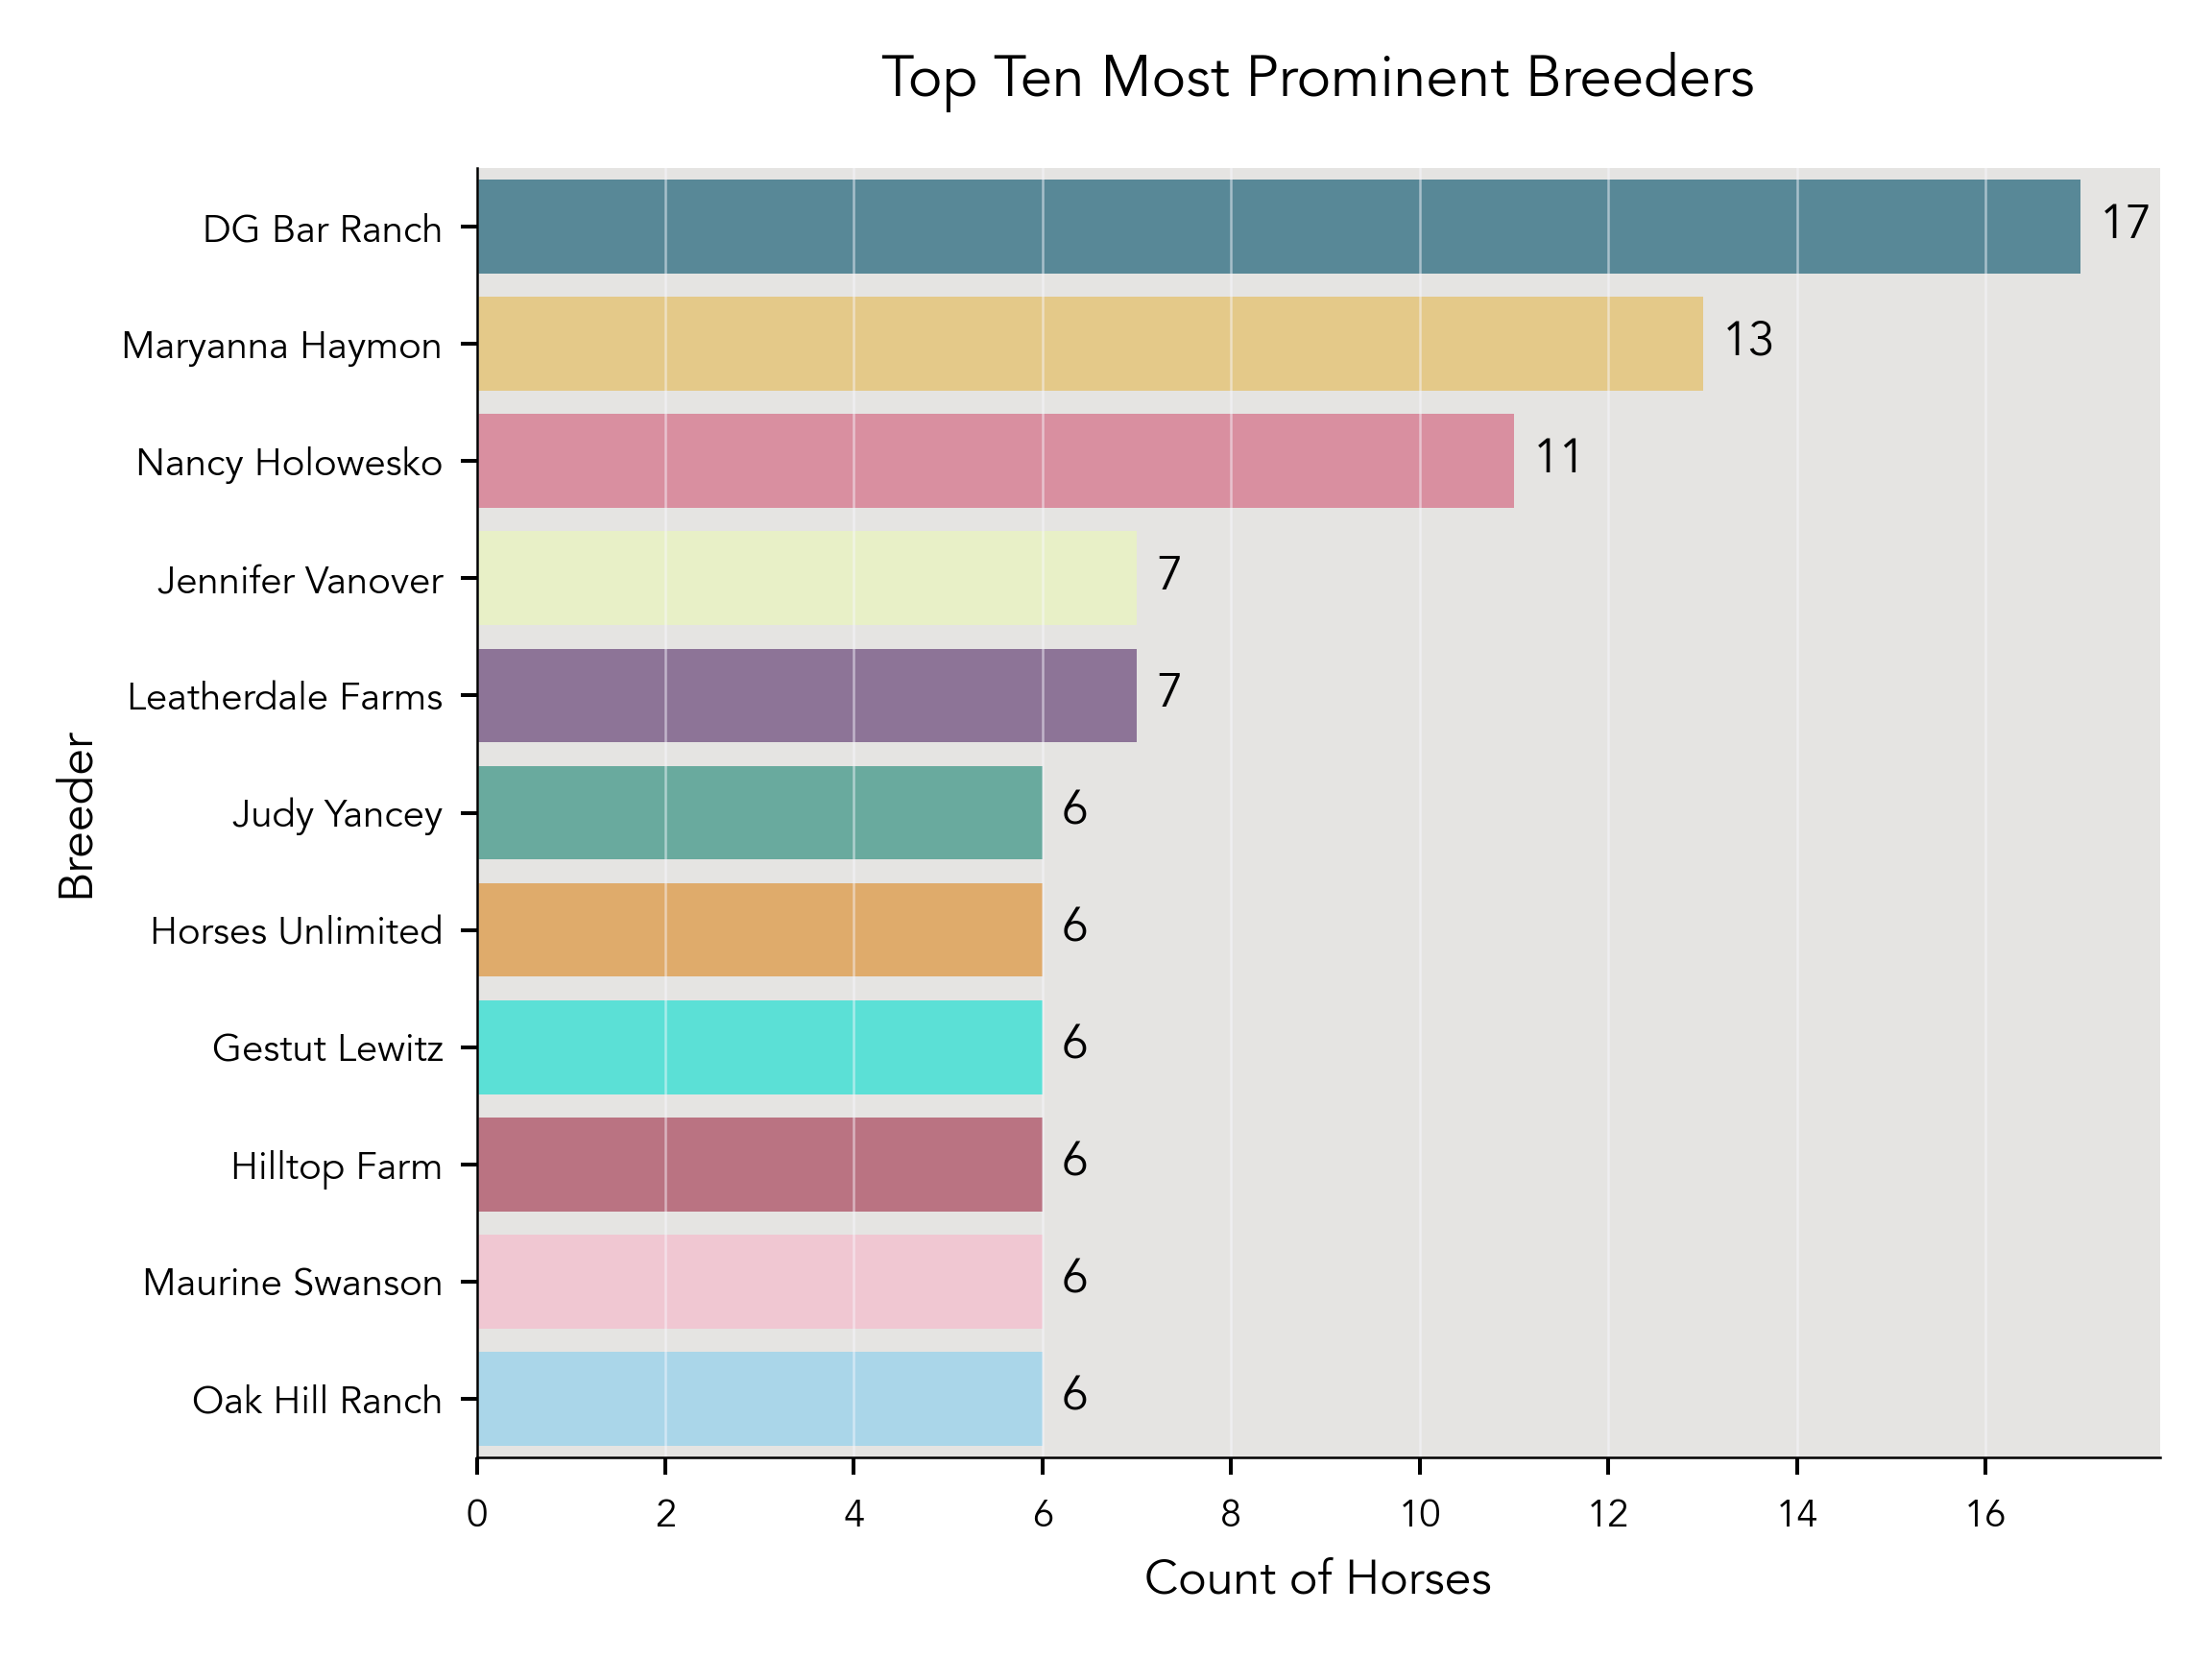 Top Ten Most Prominent Breeders
DG Bar Ranch 17
Maryanna Haymon 13
Nancy Holowesko 11
Jennifer Vanover 7
Leatherdale Farms 7
Judy Yancey 6
Horses Unlimited 6
Gestut Lewitz 6
Hilltop Farm 6
Maurine Swanson 6
Oak Hill Ranch 6
Breeder
0 2 4 6 8 10 12 14 16
Count of Horses